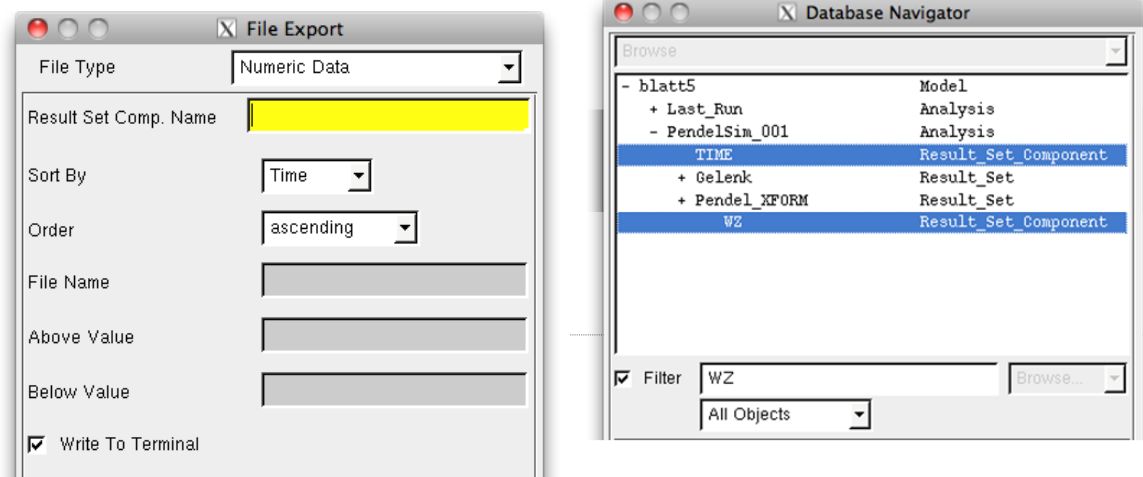 File Export
File Type Numeric Data
Result Set Comp. Name
Sort By Time
Order ascending
File Name
Above Value
Below Value
Write To Terminal
Database Navigator
Browse
- blatt5 Model
+ Last_Run Analysis
- PendelSim_001 Analysis
TIME Result_Set_Component
+ Gelenk Result_Set
+ Pendel_XFORM Result_Set
WZ Result_Set_Component
Filter WZ Browse...
All Objects